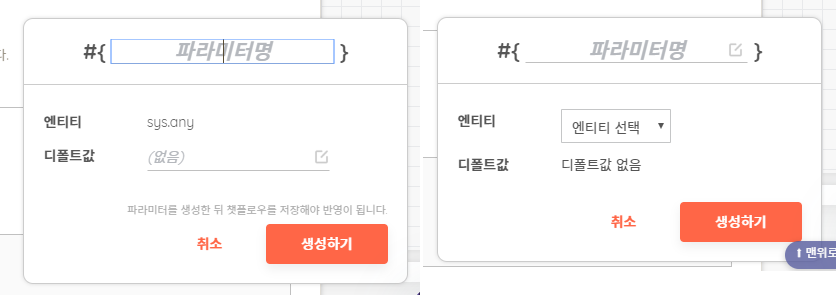 다.
#{ 파라미터명 }
엔티티 sys.any
디폴트값 (없음)
파라미터를 생성한 뒤 챗플로우를 저장해야 반영이 됩니다.
취소 생성하기
#{ 파라미터명 }
엔티티 엔티티 선택
디폴트값 디폴트값 없음
취소 생성하기
맨위로